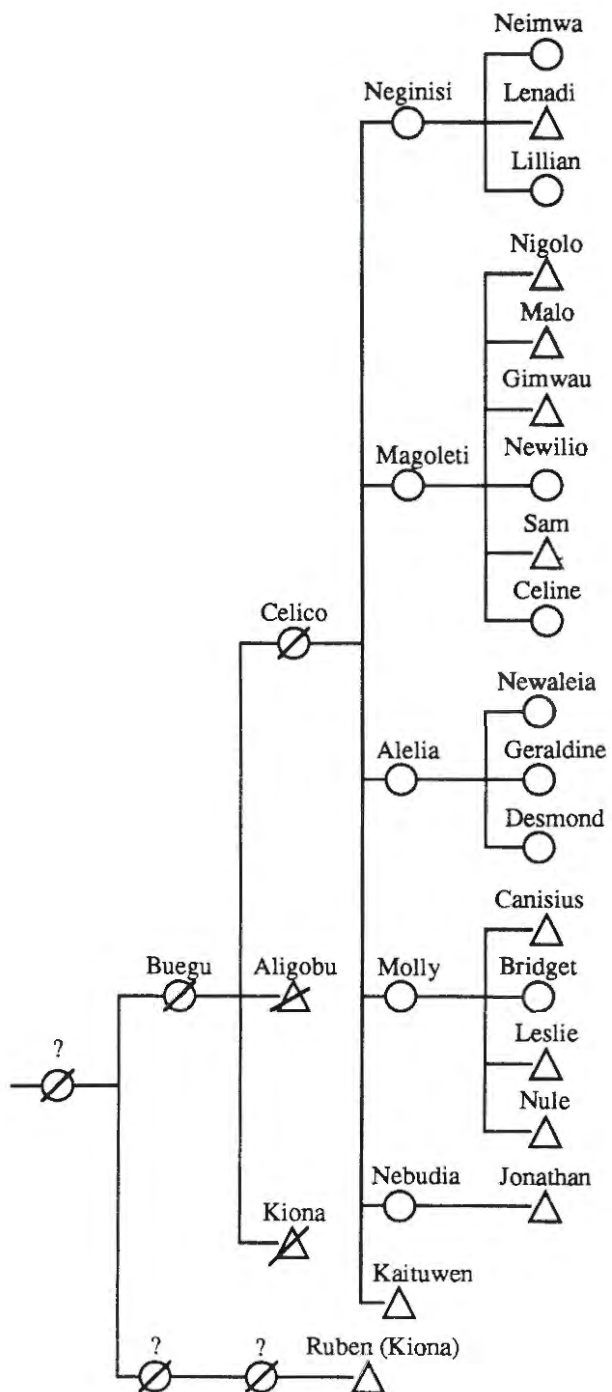 Neimwa
Neginisi
Lenadi
Lillian
Nigolo
Malo
Gimwau
Magoleti
Newilio
Sam
Celine
Celico
Newaleia
Alelia
Geraldine
Desmond
Canisius
Buegu
Aligobu
Molly
Bridget
Leslie
?
Nule
Nebudia
Jonathan
Kiona
Kaituwen
?
?
Ruben (Kiona)